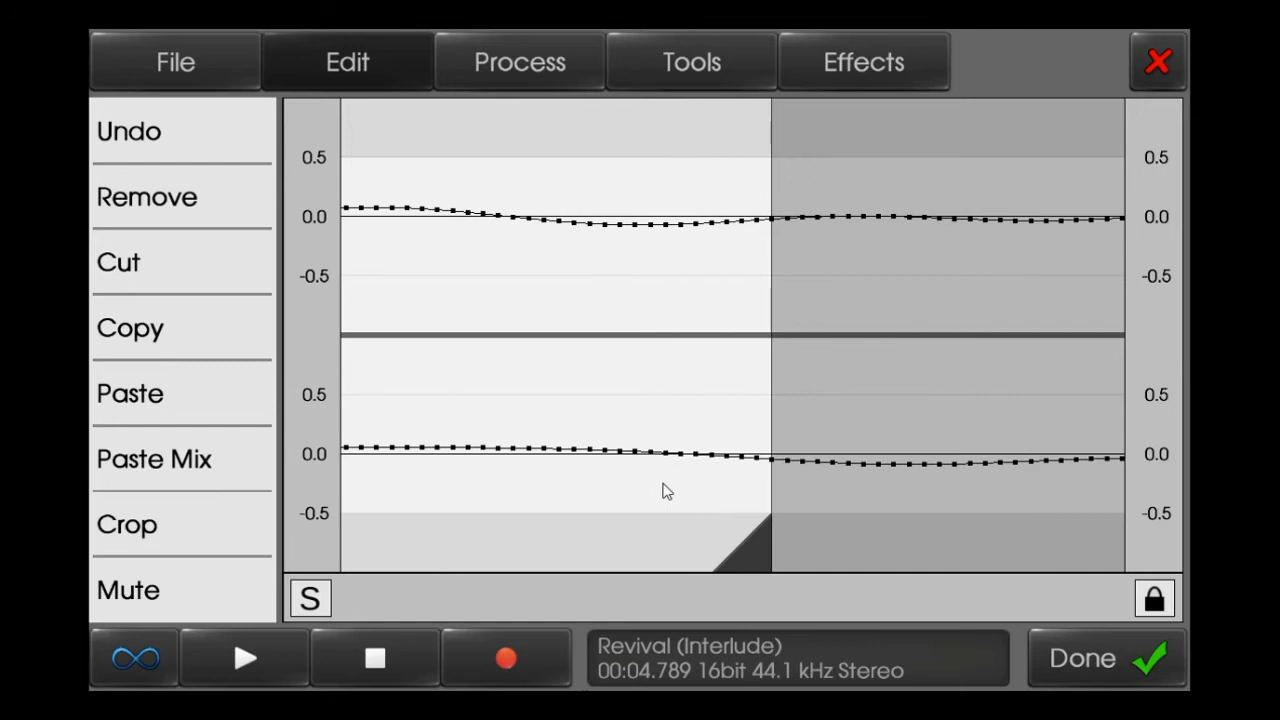 File Edit Process Tools Effects
Undo
Remove
Cut
Copy
Paste
Paste Mix
Crop
Mute
0.5 0.5
0.0 0.0
-0.5 -0.5
0.5 0.5
0.0 0.0
-0.5 -0.5
S
Revival (Interlude)
00:04.789 16bit 44.1 kHz Stereo
Done